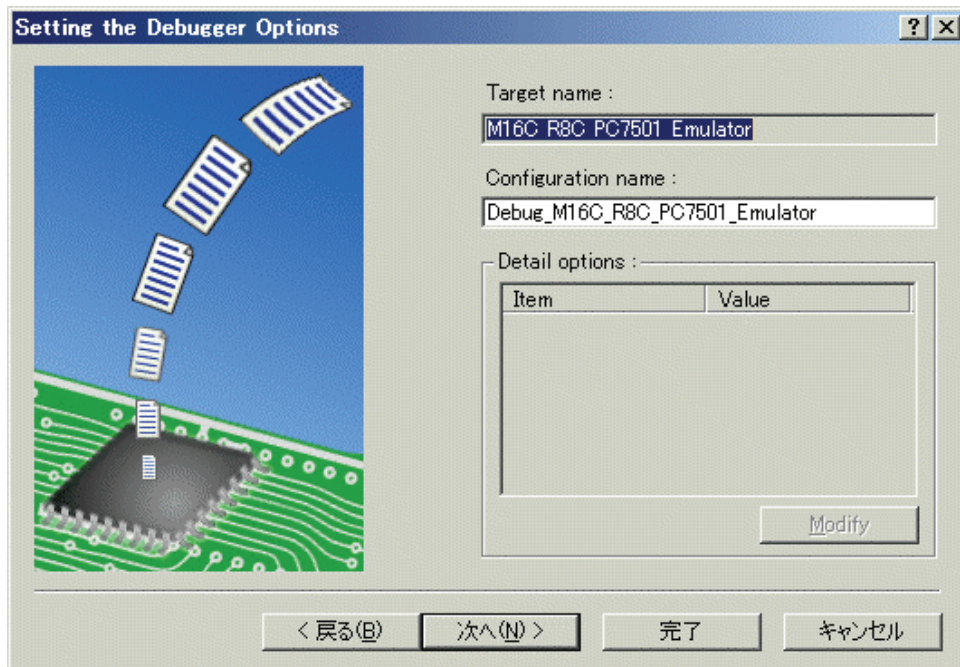 Setting the Debugger Options
Target name :
M16C R8C PC7501 Emulator
Configuration name :
Debug_M16C_R8C_PC7501_Emulator
Detail options :
Item Value
Modify
< 戻る(B) 次へ(N) > 完了 キャンセル